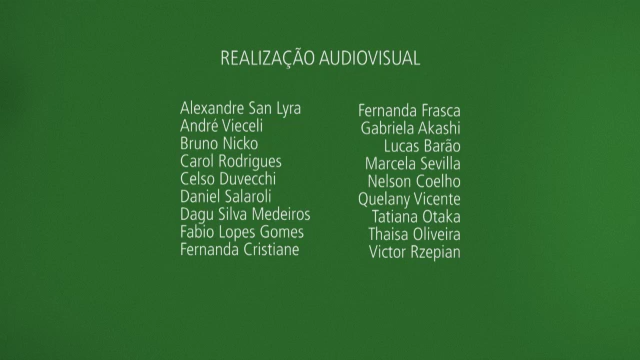 REALIZAÇÃO AUDIOVISUAL
Alexandre San Lyra
André Vieceli
Bruno Nicko
Carol Rodrigues
Celso Duvecchi
Daniel Salaroli
Dagu Silva Medeiros
Fabio Lopes Gomes
Fernanda Cristiane
Fernanda Frasca
Gabriela Akashi
Lucas Barão
Marcela Sevilla
Nelson Coelho
Quelany Vicente
Tatiana Otaka
Thaisa Oliveira
Victor Rzepian